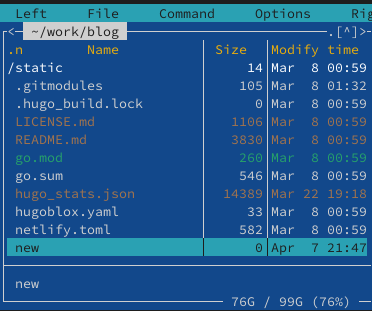 Left File Command Options Rig
<- ~/work/blog .[^]>
.n Name Size Modify time
/static 14 Mar 8 00:59
.gitmodules 105 Mar 8 01:32
.hugo_build.lock 0 Mar 8 00:59
LICENSE.md 1106 Mar 8 00:59
README.md 3830 Mar 8 00:59
go.mod 260 Mar 8 00:59
go.sum 546 Mar 8 00:59
hugo_stats.json 14389 Mar 22 19:18
hugoblox.yaml 33 Mar 8 00:59
netlify.toml 582 Mar 8 00:59
new 0 Apr 7 21:47
new
76G / 99G (76%)